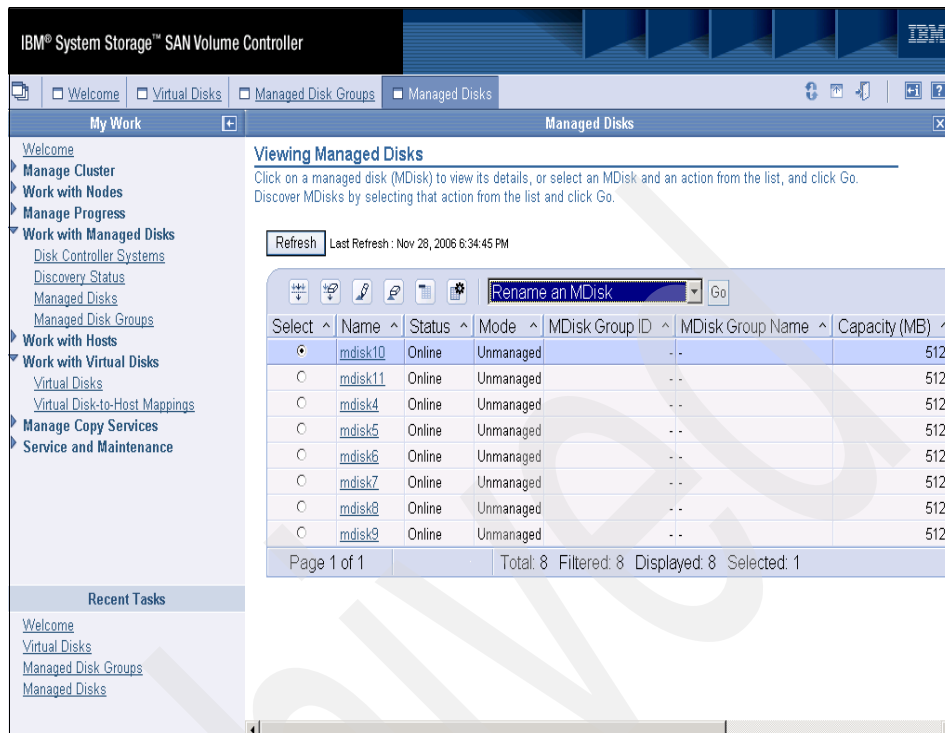 IBM® System Storage™ SAN Volume Controller
IBM
Welcome
Virtual Disks
Managed Disk Groups
Managed Disks
My Work
Managed Disks
Welcome
Manage Cluster
Work with Nodes
Manage Progress
Work with Managed Disks
Disk Controller Systems
Discovery Status
Managed Disks
Managed Disk Groups
Work with Hosts
Work with Virtual Disks
Virtual Disks
Virtual Disk-to-Host Mappings
Manage Copy Services
Service and Maintenance
Recent Tasks
Welcome
Virtual Disks
Managed Disk Groups
Managed Disks
Viewing Managed Disks
Click on a managed disk (MDisk) to view its details, or select an MDisk and an action from the list, and click Go.
Discover MDisks by selecting that action from the list and click Go.
Refresh Last Refresh : Nov 28, 2006 6:34:45 PM
Rename an MDisk Go
Select ^ Name ^ Status ^ Mode ^ MDisk Group ID ^ MDisk Group Name ^ Capacity (MB) ^
mdisk10 Online Unmanaged - - 512
mdisk11 Online Unmanaged - - 512
mdisk4 Online Unmanaged - - 512
mdisk5 Online Unmanaged - - 512
mdisk6 Online Unmanaged - - 512
mdisk7 Online Unmanaged - - 512
mdisk8 Online Unmanaged - - 512
mdisk9 Online Unmanaged - - 512
Page 1 of 1 Total: 8 Filtered: 8 Displayed: 8 Selected: 1